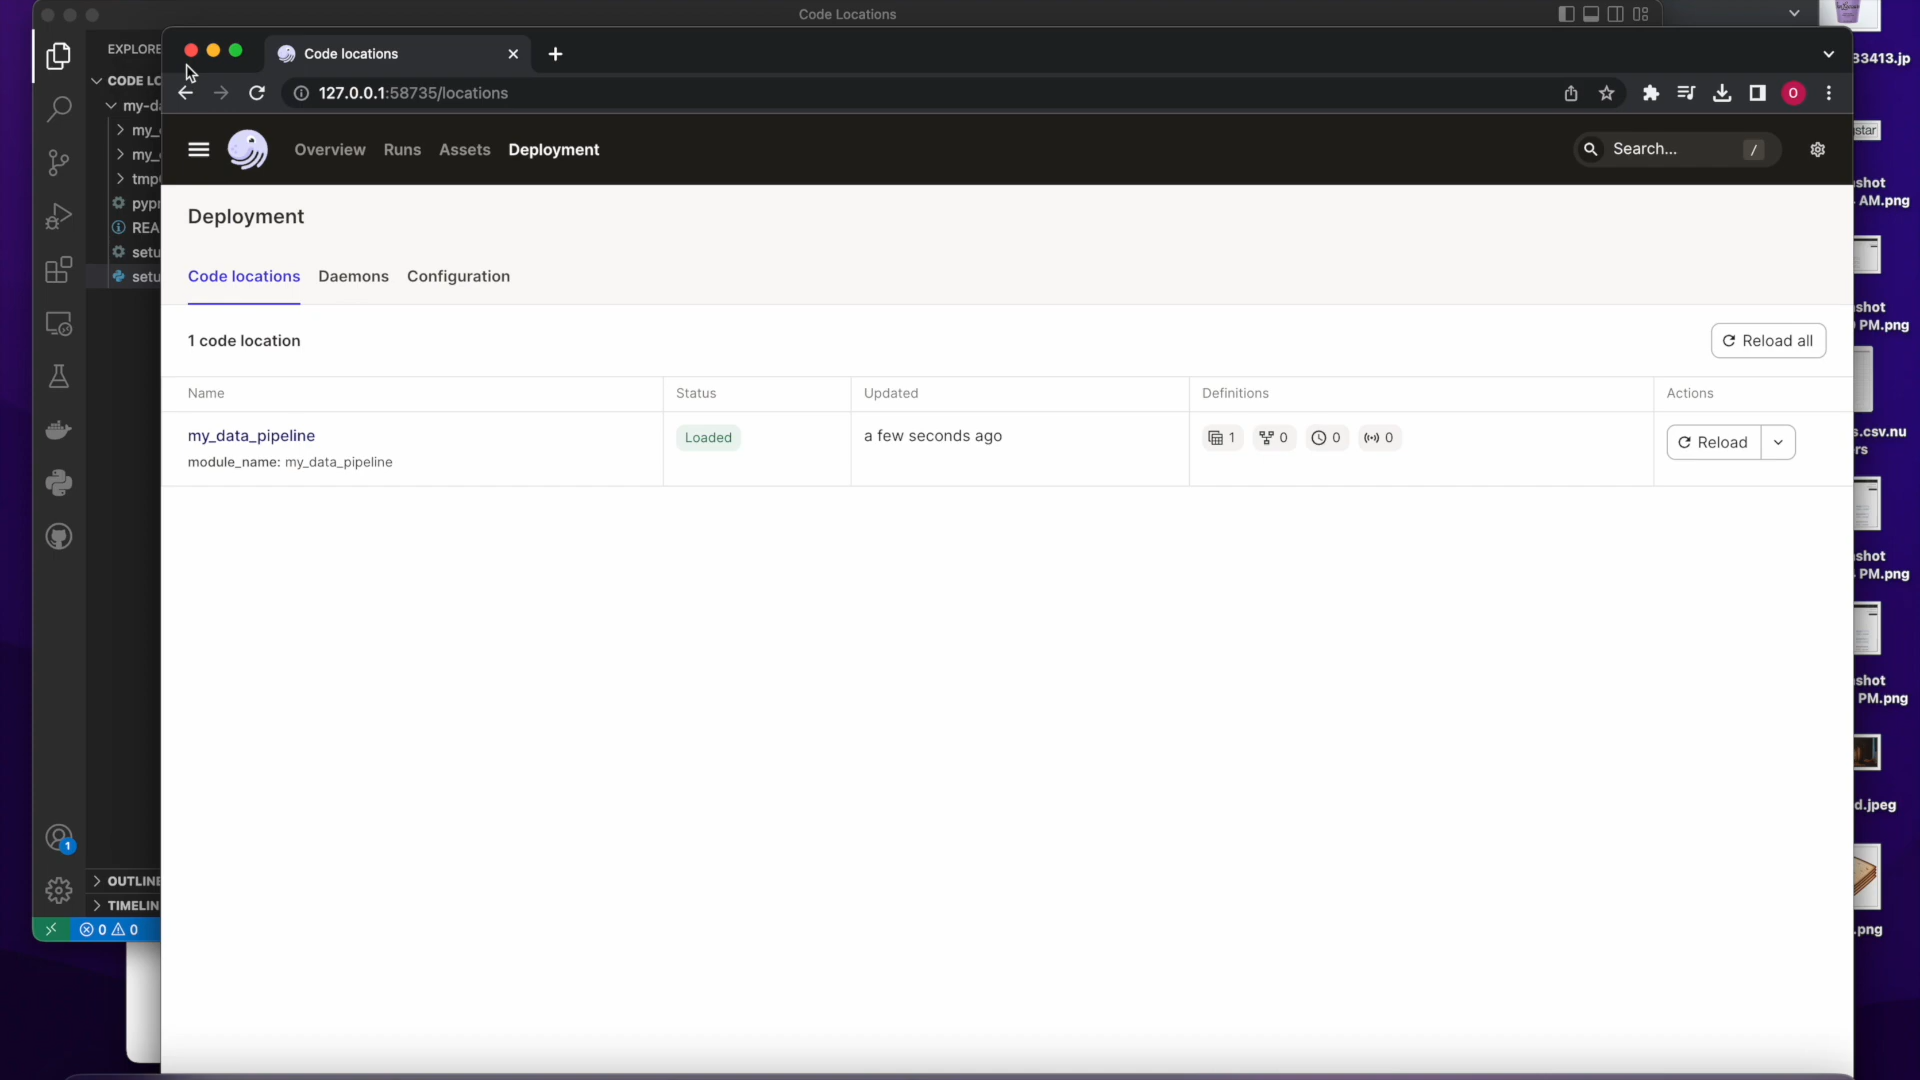 Code Locations
EXPLORE
CODE LO
my-da
my_
my_
tmp
pypr
REA
setu
setu
OUTLINE
TIMELIN
1
0 0
Code locations
127.0.0.1:58735/locations
O
Overview Runs Assets Deployment
Search... /
Deployment
Code locations Daemons Configuration
1 code location
Reload all
Name Status Updated Definitions Actions
my_data_pipeline Loaded a few seconds ago 1 0 0 0 Reload
module_name: my_data_pipeline
33413.jp
star
shot
AM.png
shot
PM.png
s.csv.nu
rs
shot
PM.png
shot
PM.png
d.jpeg
.png